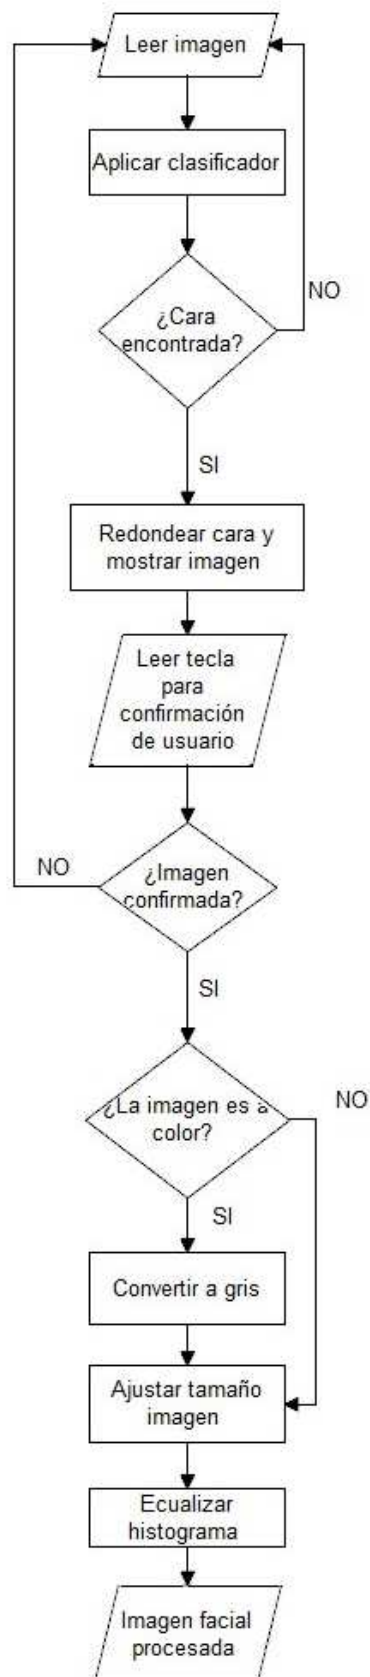 Leer imagen
Aplicar clasificador
NO
¿Cara
encontrada?
SI
Redondear cara y
mostrar imagen
Leer tecla
para
confirmación
de usuario
NO
¿Imagen
confirmada?
SI
¿La imagen es a
color?
NO
SI
Convertir a gris
Ajustar tamaño
imagen
Ecualizar
histograma
Imagen facial
procesada